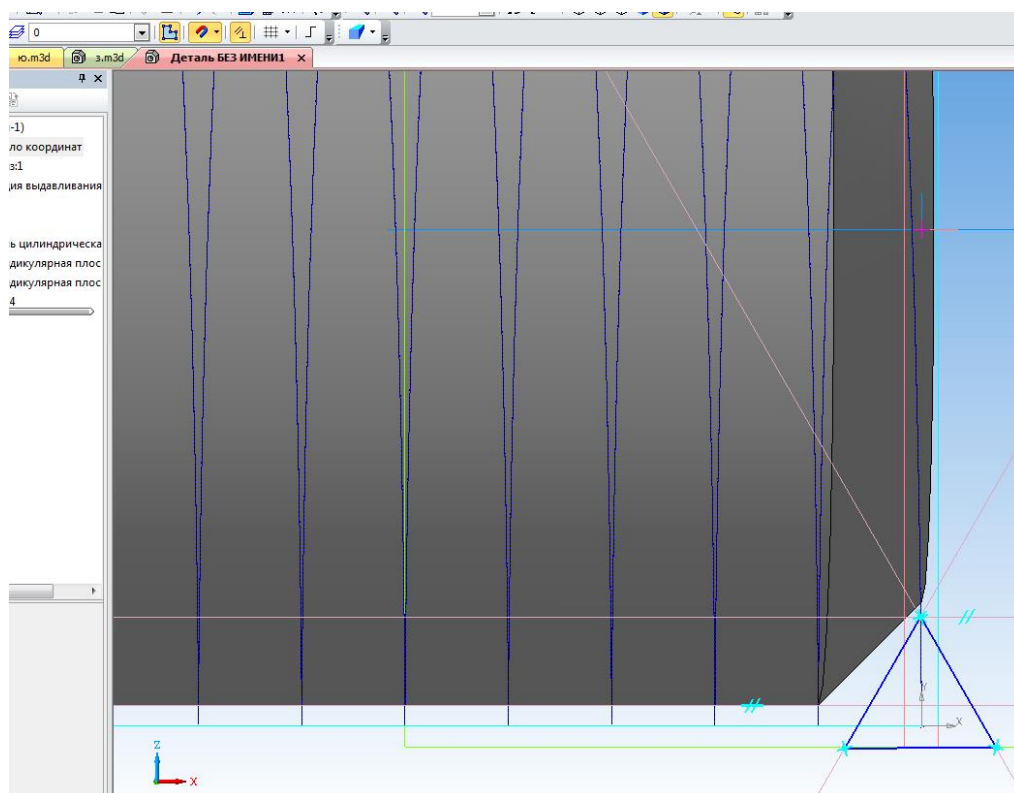 0
ю.m3d
з.m3d
Деталь БЕЗ ИМЕНИ1
-1)
ло координат
з:1
ия выдавливания
ь цилиндрическа
дикулярная плос
дикулярная плос
4
Y
X
Z
X